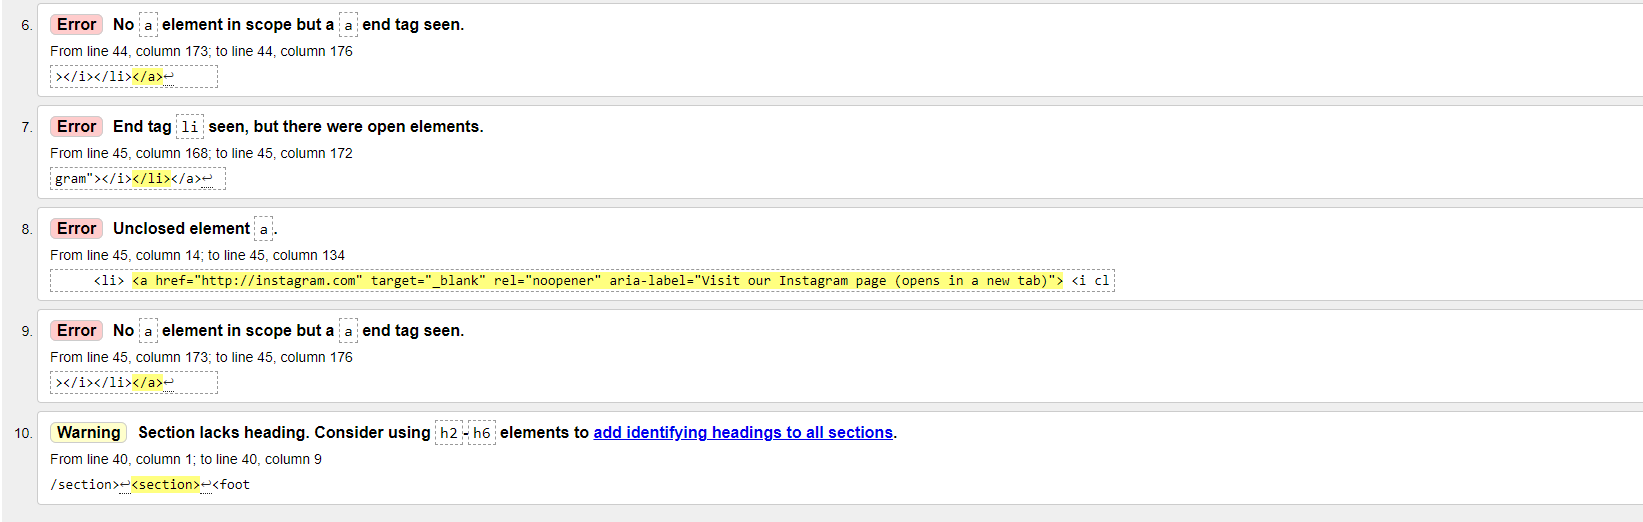 6. Error No a element in scope but a a end tag seen.
From line 44, column 173; to line 44, column 176
></i></li></a>↩
7. Error End tag li seen, but there were open elements.
From line 45, column 168; to line 45, column 172
gram"></i></li></a>↩
8. Error Unclosed element a.
From line 45, column 14; to line 45, column 134
<li> <a href="http://instagram.com" target="_blank" rel="noopener" aria-label="Visit our Instagram page (opens in a new tab)"> <i cl
9. Error No a element in scope but a a end tag seen.
From line 45, column 173; to line 45, column 176
></i></li></a>↩
10. Warning Section lacks heading. Consider using h2-h6 elements to add identifying headings to all sections.
From line 40, column 1; to line 40, column 9
/section>↩<section>↩<foot